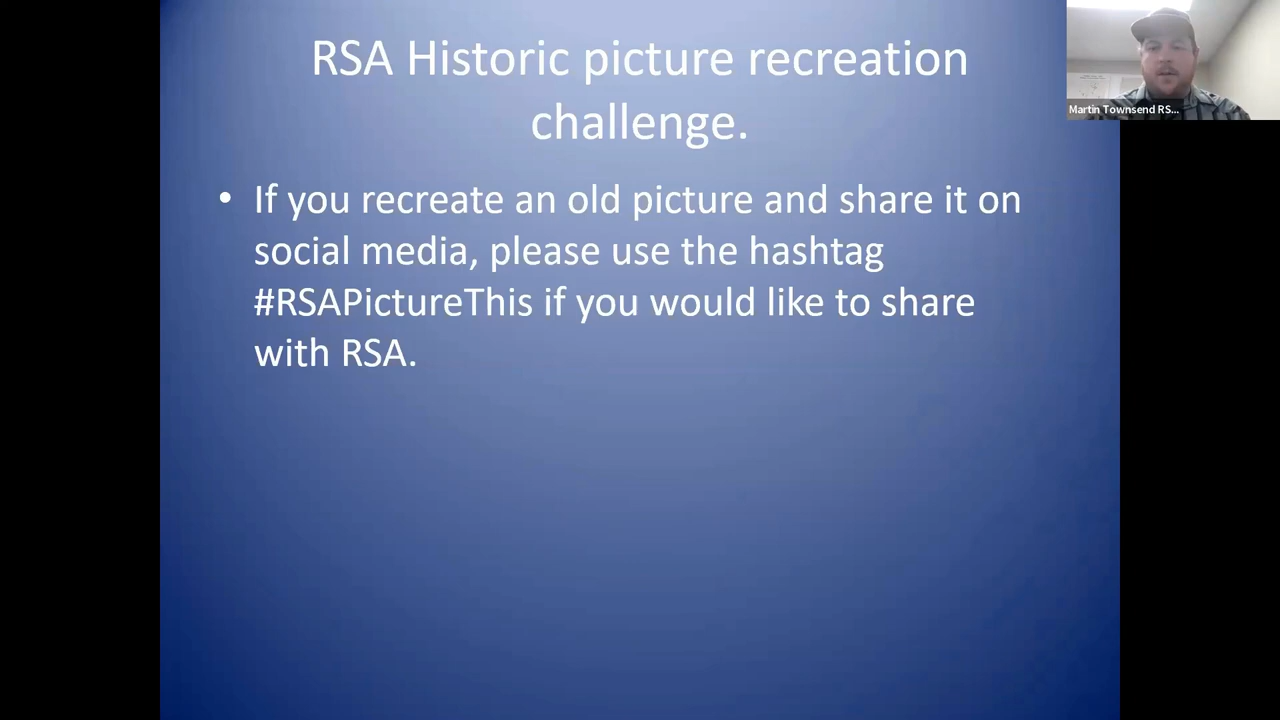 RSA Historic picture recreation
challenge.
• If you recreate an old picture and share it on
social media, please use the hashtag
#RSAPictureThis if you would like to share
with RSA.
Martin Townsend RS...